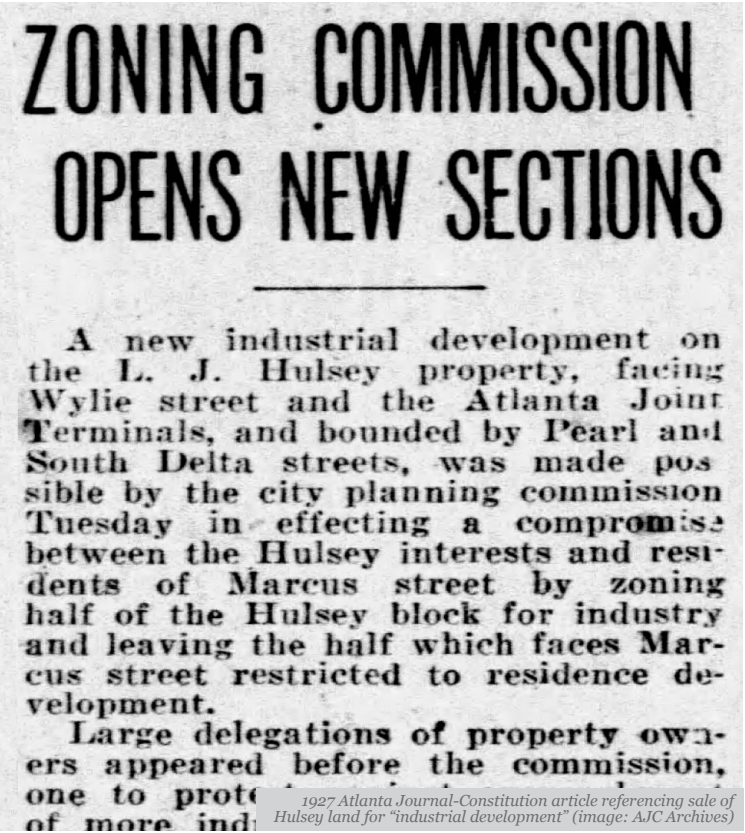 ZONING COMMISSION
OPENS NEW SECTIONS
A new industrial development on
the L. J. Hulsey property, facing
Wylie street and the Atlanta Joint
Terminals, and bounded by Pearl and
South Delta streets, was made pos
sible by the city planning commission
Tuesday in effecting a compromise
between the Hulsey interests and resi-
dents of Marcus street by zoning
half of the Hulsey block for industry
and leaving the half which faces Mar-
cus street restricted to residence de-
velopment.
Large delegations of property own-
ers appeared before the commission,
one to
of more
1927 Atlanta Journal-Constitution article referencing sale of
Hulsey land for “industrial development” (image: AJC Archives)